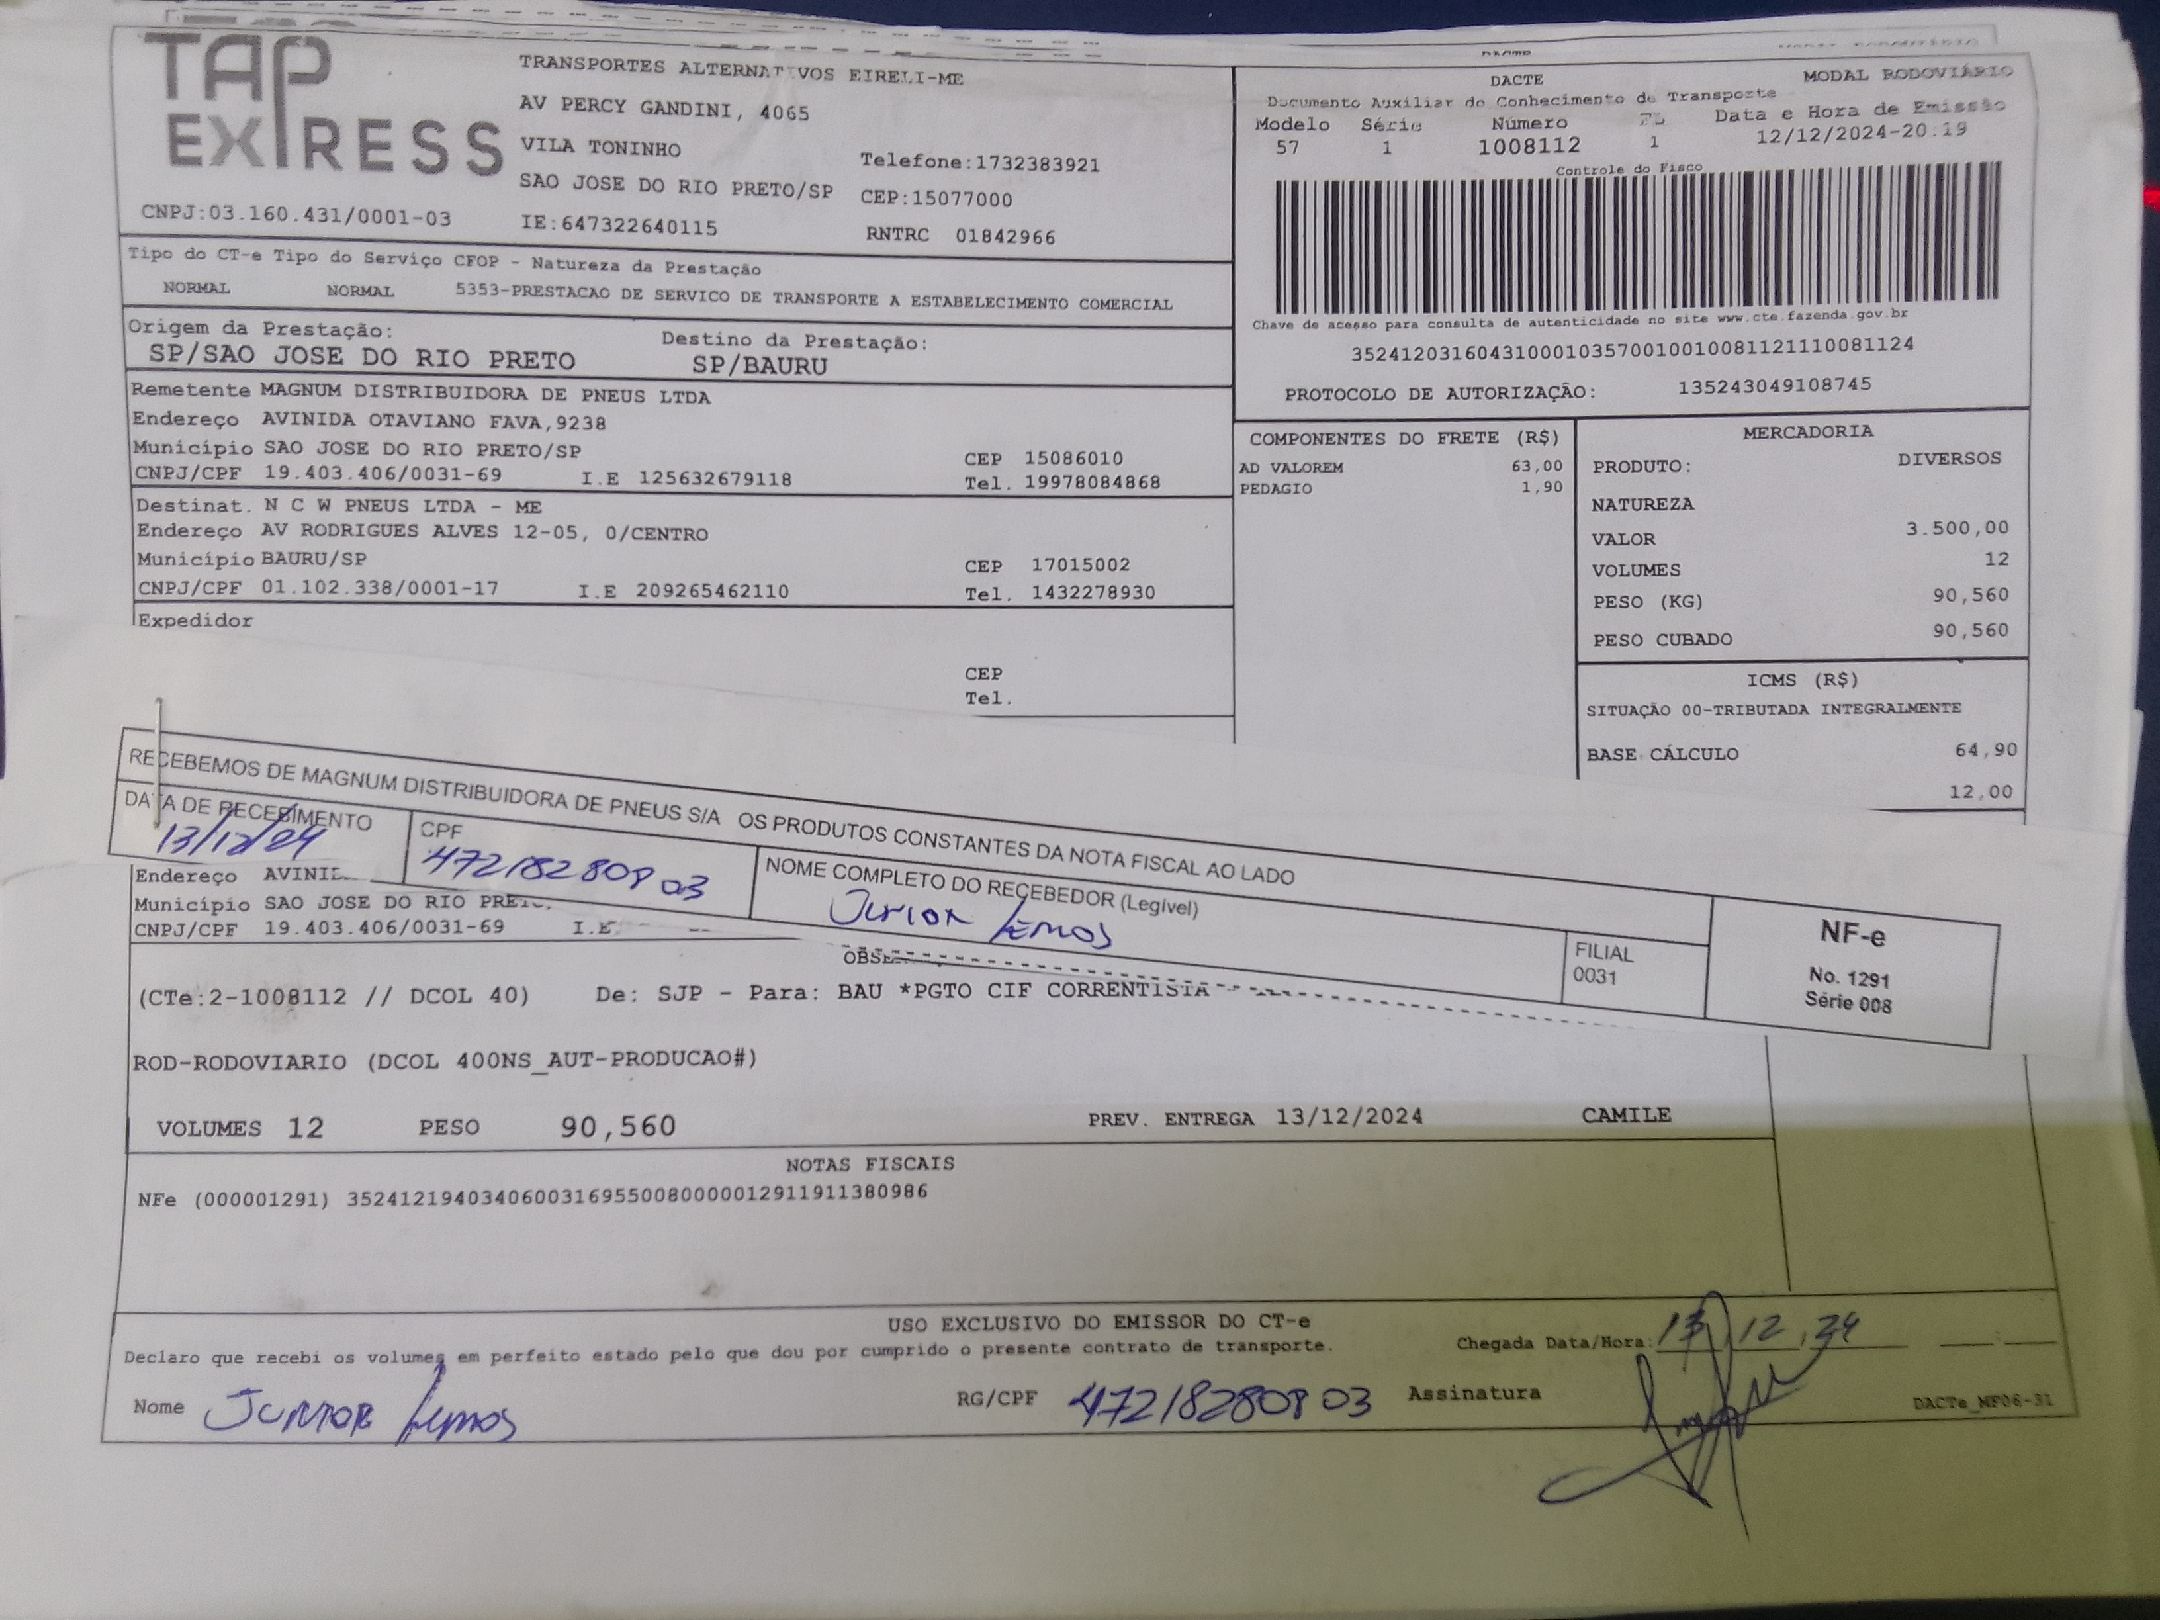 TAP
EXPRESS
CNPJ:03.160.431/0001-03
TRANSPORTES ALTERNATIVOS EIRELI-ME
AV PERCY GANDINI, 4065
VILA TONINHO
SAO JOSE DO RIO PRETO/SP
IE:647322640115
Telefone:1732383921
CEP:15077000
RNTRC 01842966
DACTE MODAL RODOVIÁRIO
Documento Auxiliar do Conhecimento de Transporte
Modelo Série Número FL Data e Hora de Emissão
57 1 1008112 1 12/12/2024-20:19
Controle do Fisco
Chave de acesso para consulta de autenticidade no site www.cte.fazenda.gov.br
35241203160431000103570010010081121110081124
PROTOCOLO DE AUTORIZAÇÃO: 135243049108745
Tipo do CT-e Tipo do Serviço CFOP - Natureza da Prestação
NORMAL NORMAL 5353-PRESTACAO DE SERVICO DE TRANSPORTE A ESTABELECIMENTO COMERCIAL
Origem da Prestação: Destino da Prestação:
SP/SAO JOSE DO RIO PRETO SP/BAURU
Remetente MAGNUM DISTRIBUIDORA DE PNEUS LTDA
Endereço AVINIDA OTAVIANO FAVA,9238
Município SAO JOSE DO RIO PRETO/SP CEP 15086010
CNPJ/CPF 19.403.406/0031-69 I.E 125632679118 Tel. 19978084868
Destinat. N C W PNEUS LTDA - ME
Endereço AV RODRIGUES ALVES 12-05, 0/CENTRO
Município BAURU/SP CEP 17015002
CNPJ/CPF 01.102.338/0001-17 I.E 209265462110 Tel. 1432278930
Expedidor
CEP
Tel.
COMPONENTES DO FRETE (R$)
AD VALOREM 63,00
PEDAGIO 1,90
MERCADORIA
PRODUTO: DIVERSOS
NATUREZA
VALOR 3.500,00
VOLUMES 12
PESO (KG) 90,560
PESO CUBADO 90,560
ICMS (R$)
SITUAÇÃO 00-TRIBUTADA INTEGRALMENTE
BASE CÁLCULO 64,90
12,00
RECEBEMOS DE MAGNUM DISTRIBUIDORA DE PNEUS S/A OS PRODUTOS CONSTANTES DA NOTA FISCAL AO LADO
DATA DE RECEBIMENTO
13/12/24
CPF
47218280803
NOME COMPLETO DO RECEBEDOR (Legível)
Junior Lemos
FILIAL
0031
NF-e
No. 1291
Série 008
Endereço AVINI
Município SAO JOSE DO RIO PRE
CNPJ/CPF 19.403.406/0031-69 I.E
OBSE
(CTe:2-1008112 // DCOL 40) De: SJP - Para: BAU *PGTO CIF CORRENTISTA
ROD-RODOVIARIO (DCOL 400NS_AUT-PRODUCAO#)
VOLUMES 12 PESO 90,560 PREV. ENTREGA 13/12/2024 CAMILE
NOTAS FISCAIS
NFe (000001291) 35241219403406003169550080000012911911380986
USO EXCLUSIVO DO EMISSOR DO CT-e
Declaro que recebi os volumes em perfeito estado pelo que dou por cumprido o presente contrato de transporte.
Chegada Data/Hora: 13,12,24
Nome Junior Lemos RG/CPF 47218280803 Assinatura
DACTe_MF06-31